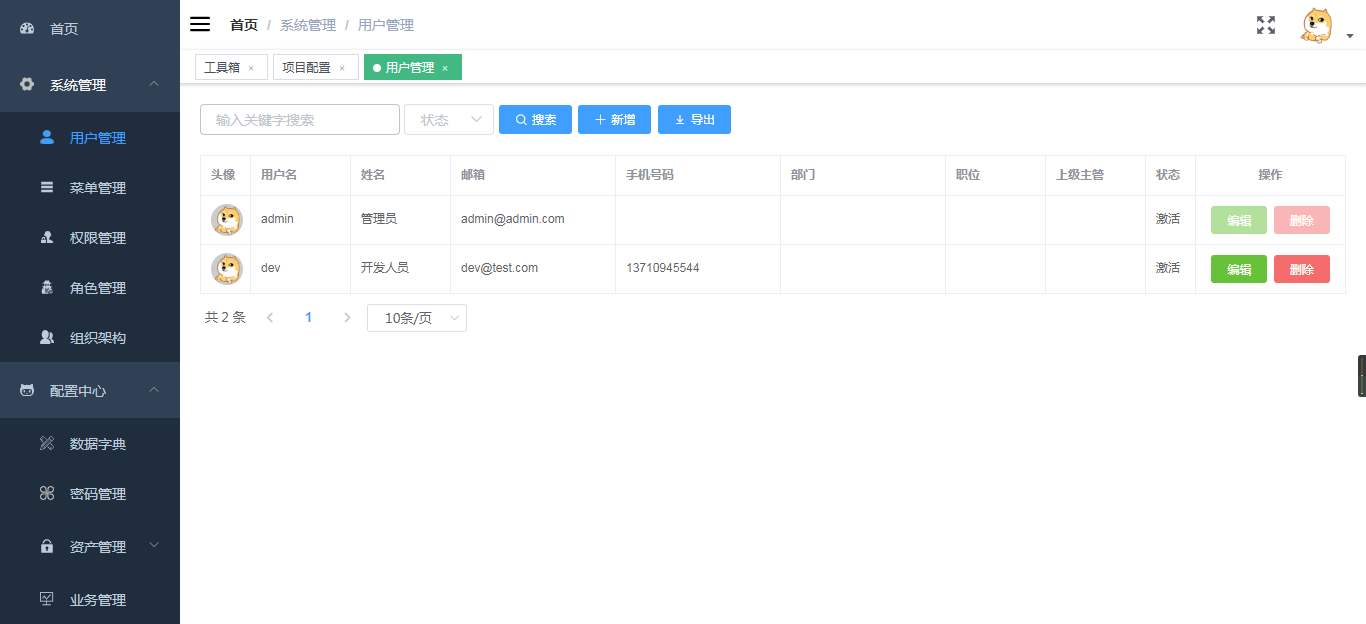 首页
系统管理
用户管理
菜单管理
权限管理
角色管理
组织架构
配置中心
数据字典
密码管理
资产管理
业务管理
首页 / 系统管理 / 用户管理
工具箱 × 项目配置 × 用户管理 ×
输入关键字搜索 状态 搜索 新增 导出
头像 用户名 姓名 邮箱 手机号码 部门 职位 上级主管 状态 操作
admin 管理员 admin@admin.com 激活 编辑 删除
dev 开发人员 dev@test.com 13710945544 激活 编辑 删除
共 2 条 1 10条/页